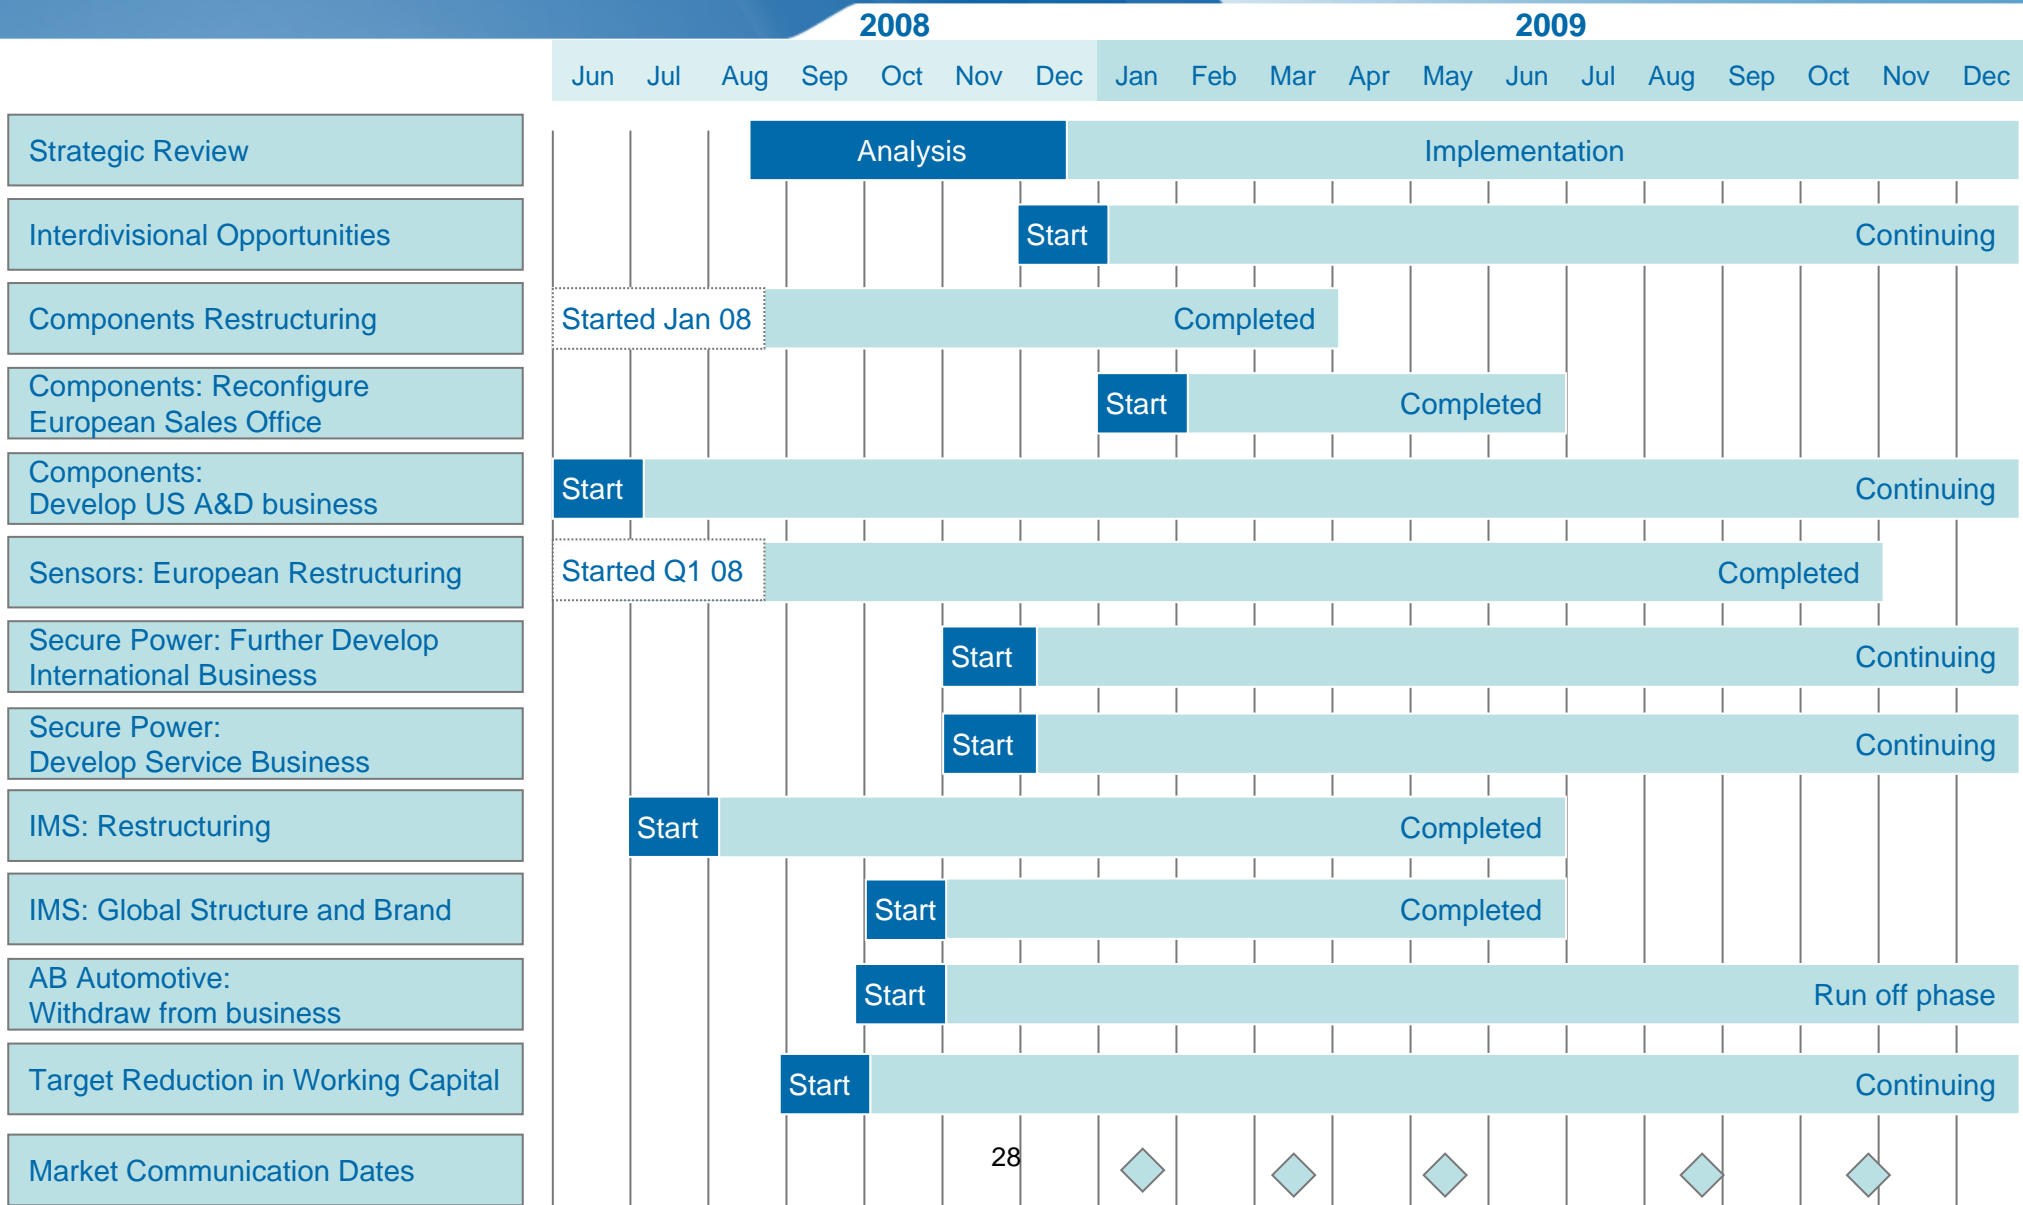 2008 2009
Jun Jul Aug Sep Oct Nov Dec Jan Feb Mar Apr May Jun Jul Aug Sep Oct Nov Dec
Strategic Review Analysis Implementation
Interdivisional Opportunities Start Continuing
Components Restructuring Started Jan 08 Completed
Components: Reconfigure
European Sales Office Start Completed
Components:
Develop US A&D business Start Continuing
Sensors: European Restructuring Started Q1 08 Completed
Secure Power: Further Develop
International Business Start Continuing
Secure Power:
Develop Service Business Start Continuing
IMS: Restructuring Start Completed
IMS: Global Structure and Brand Start Completed
AB Automotive:
Withdraw from business Start Run off phase
Target Reduction in Working Capital Start Continuing
Market Communication Dates 28